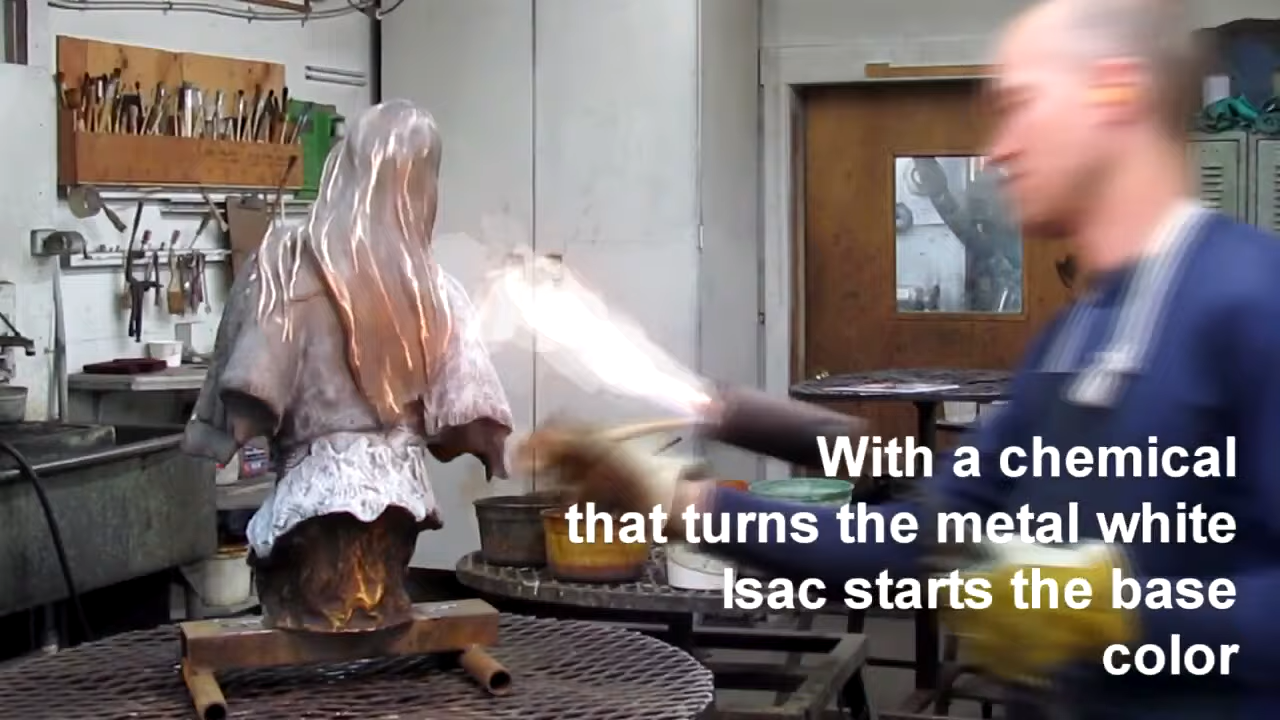 With a chemical
that turns the metal white
Isac starts the base
color